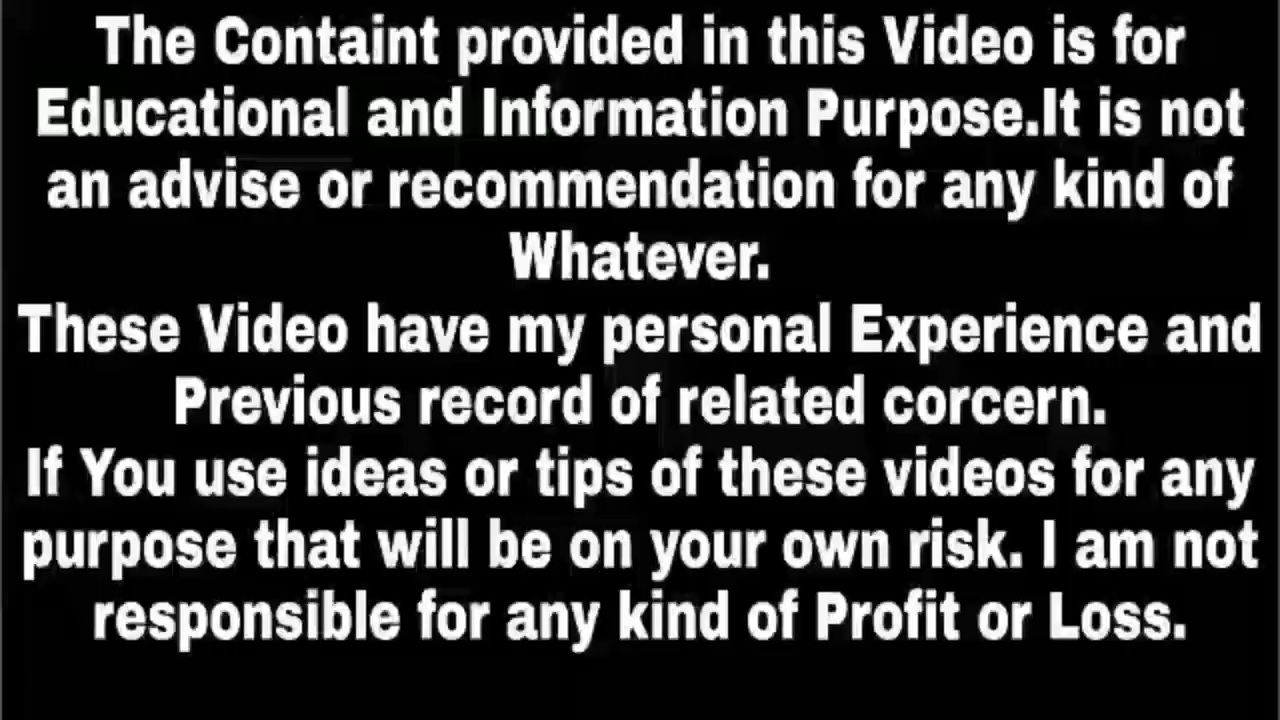 The Containt provided in this Video is for
Educational and Information Purpose.It is not
an advise or recommendation for any kind of
Whatever.
These Video have my personal Experience and
Previous record of related corcern.
If You use ideas or tips of these videos for any
purpose that will be on your own risk. I am not
responsible for any kind of Profit or Loss.